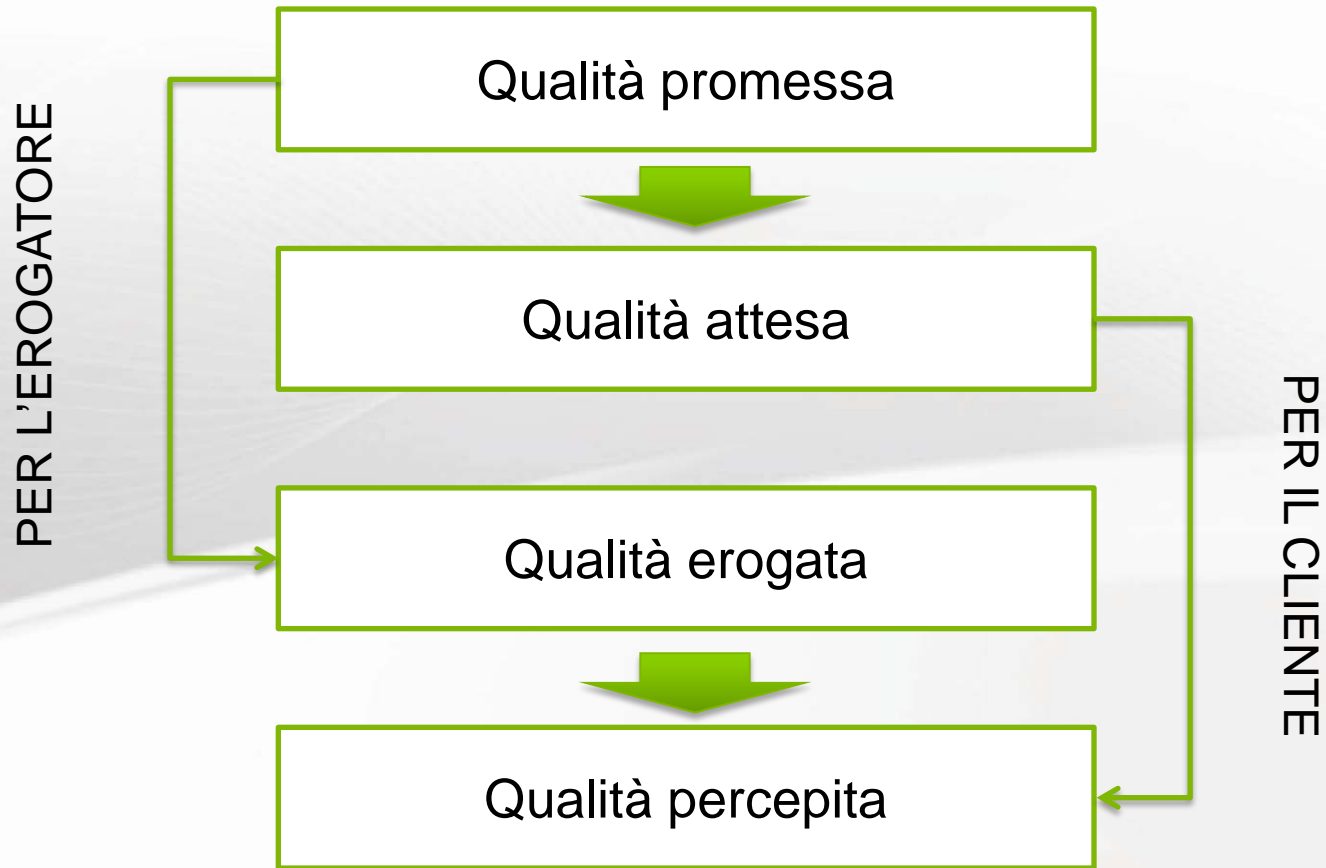 PER L’EROGATORE
Qualità promessa
Qualità attesa
Qualità erogata
Qualità percepita
PER IL CLIENTE